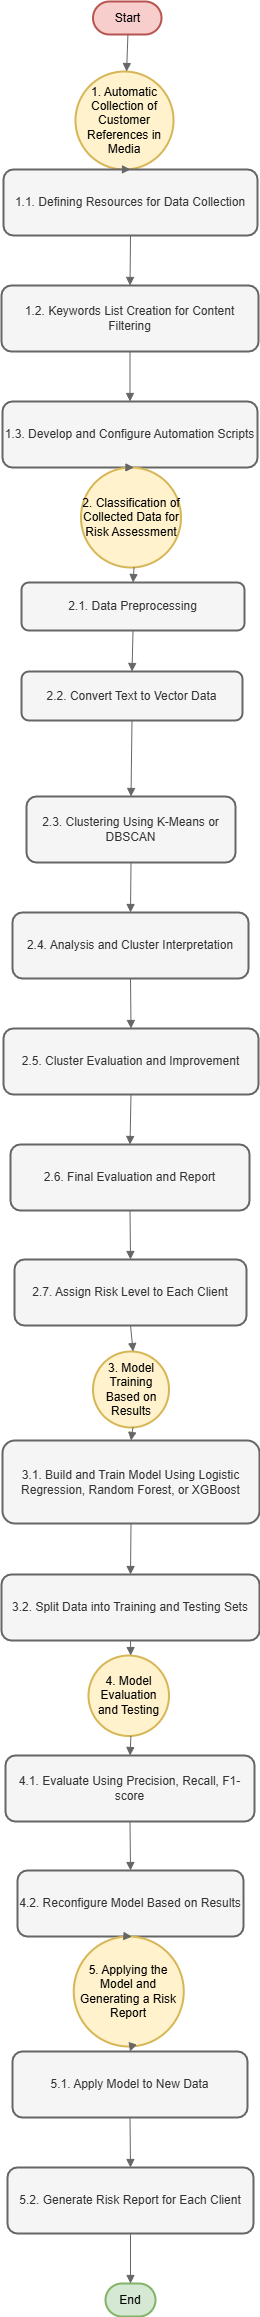 Start
1. Automatic
Collection of
Customer
References in
Media
1.1. Defining Resources for Data Collection
1.2. Keywords List Creation for Content
Filtering
1.3. Develop and Configure Automation Scripts
2. Classification of
Collected Data for
Risk Assessment
2.1. Data Preprocessing
2.2. Convert Text to Vector Data
2.3. Clustering Using K-Means or
DBSCAN
2.4. Analysis and Cluster Interpretation
2.5. Cluster Evaluation and Improvement
2.6. Final Evaluation and Report
2.7. Assign Risk Level to Each Client
3. Model
Training
Based on
Results
3.1. Build and Train Model Using Logistic
Regression, Random Forest, or XGBoost
3.2. Split Data into Training and Testing Sets
4. Model
Evaluation
and Testing
4.1. Evaluate Using Precision, Recall, F1-
score
4.2. Reconfigure Model Based on Results
5. Applying the
Model and
Generating a Risk
Report
5.1. Apply Model to New Data
5.2. Generate Risk Report for Each Client
End